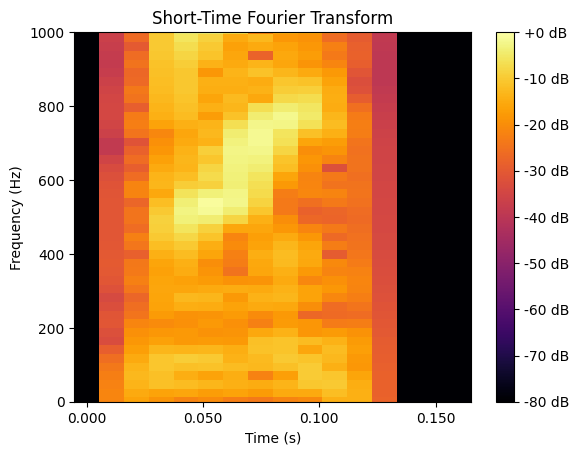 Short-Time Fourier Transform
1000
800
600
400
200
0
Frequency (Hz)
0.000
0.050
0.100
0.150
Time (s)
+0 dB
-10 dB
-20 dB
-30 dB
-40 dB
-50 dB
-60 dB
-70 dB
-80 dB